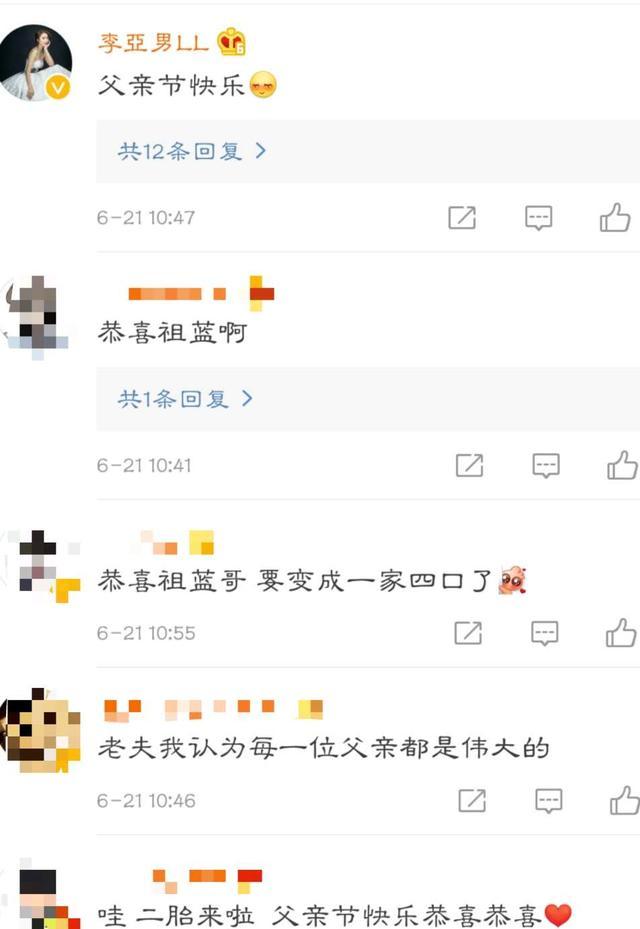 李亞男LL
父亲节快乐
共12条回复
6-21 10:47
恭喜祖蓝啊
共1条回复
6-21 10:41
恭喜祖蓝哥 要变成一家四口了
6-21 10:55
老夫我认为每一位父亲都是伟大的
6-21 10:46
哇 二胎来啦 父亲节快乐恭喜恭喜